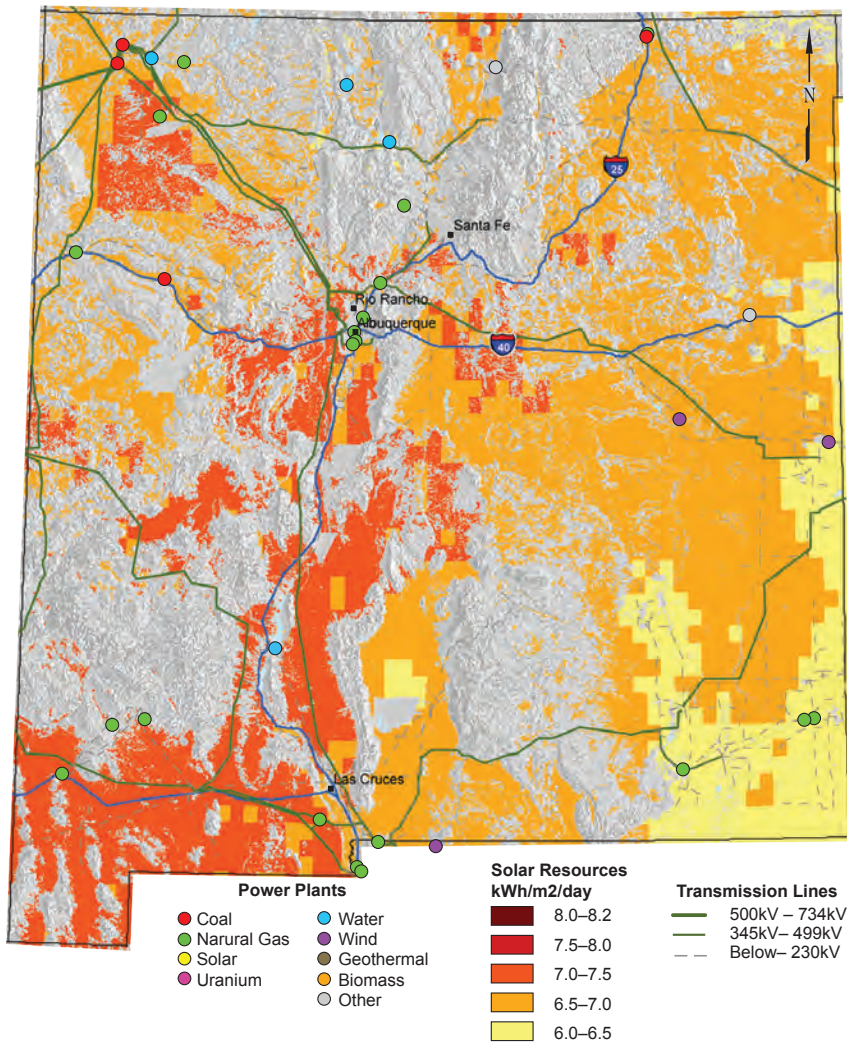 N
25
Santa Fe
Rio Rancho
Albuquerque
40
Las Cruces
Power Plants
Coal
Narural Gas
Solar
Uranium
Water
Wind
Geothermal
Biomass
Other
Solar Resources
kWh/m2/day
8.0–8.2
7.5–8.0
7.0–7.5
6.5–7.0
6.0–6.5
Transmission Lines
500kV – 734kV
345kV– 499kV
Below– 230kV